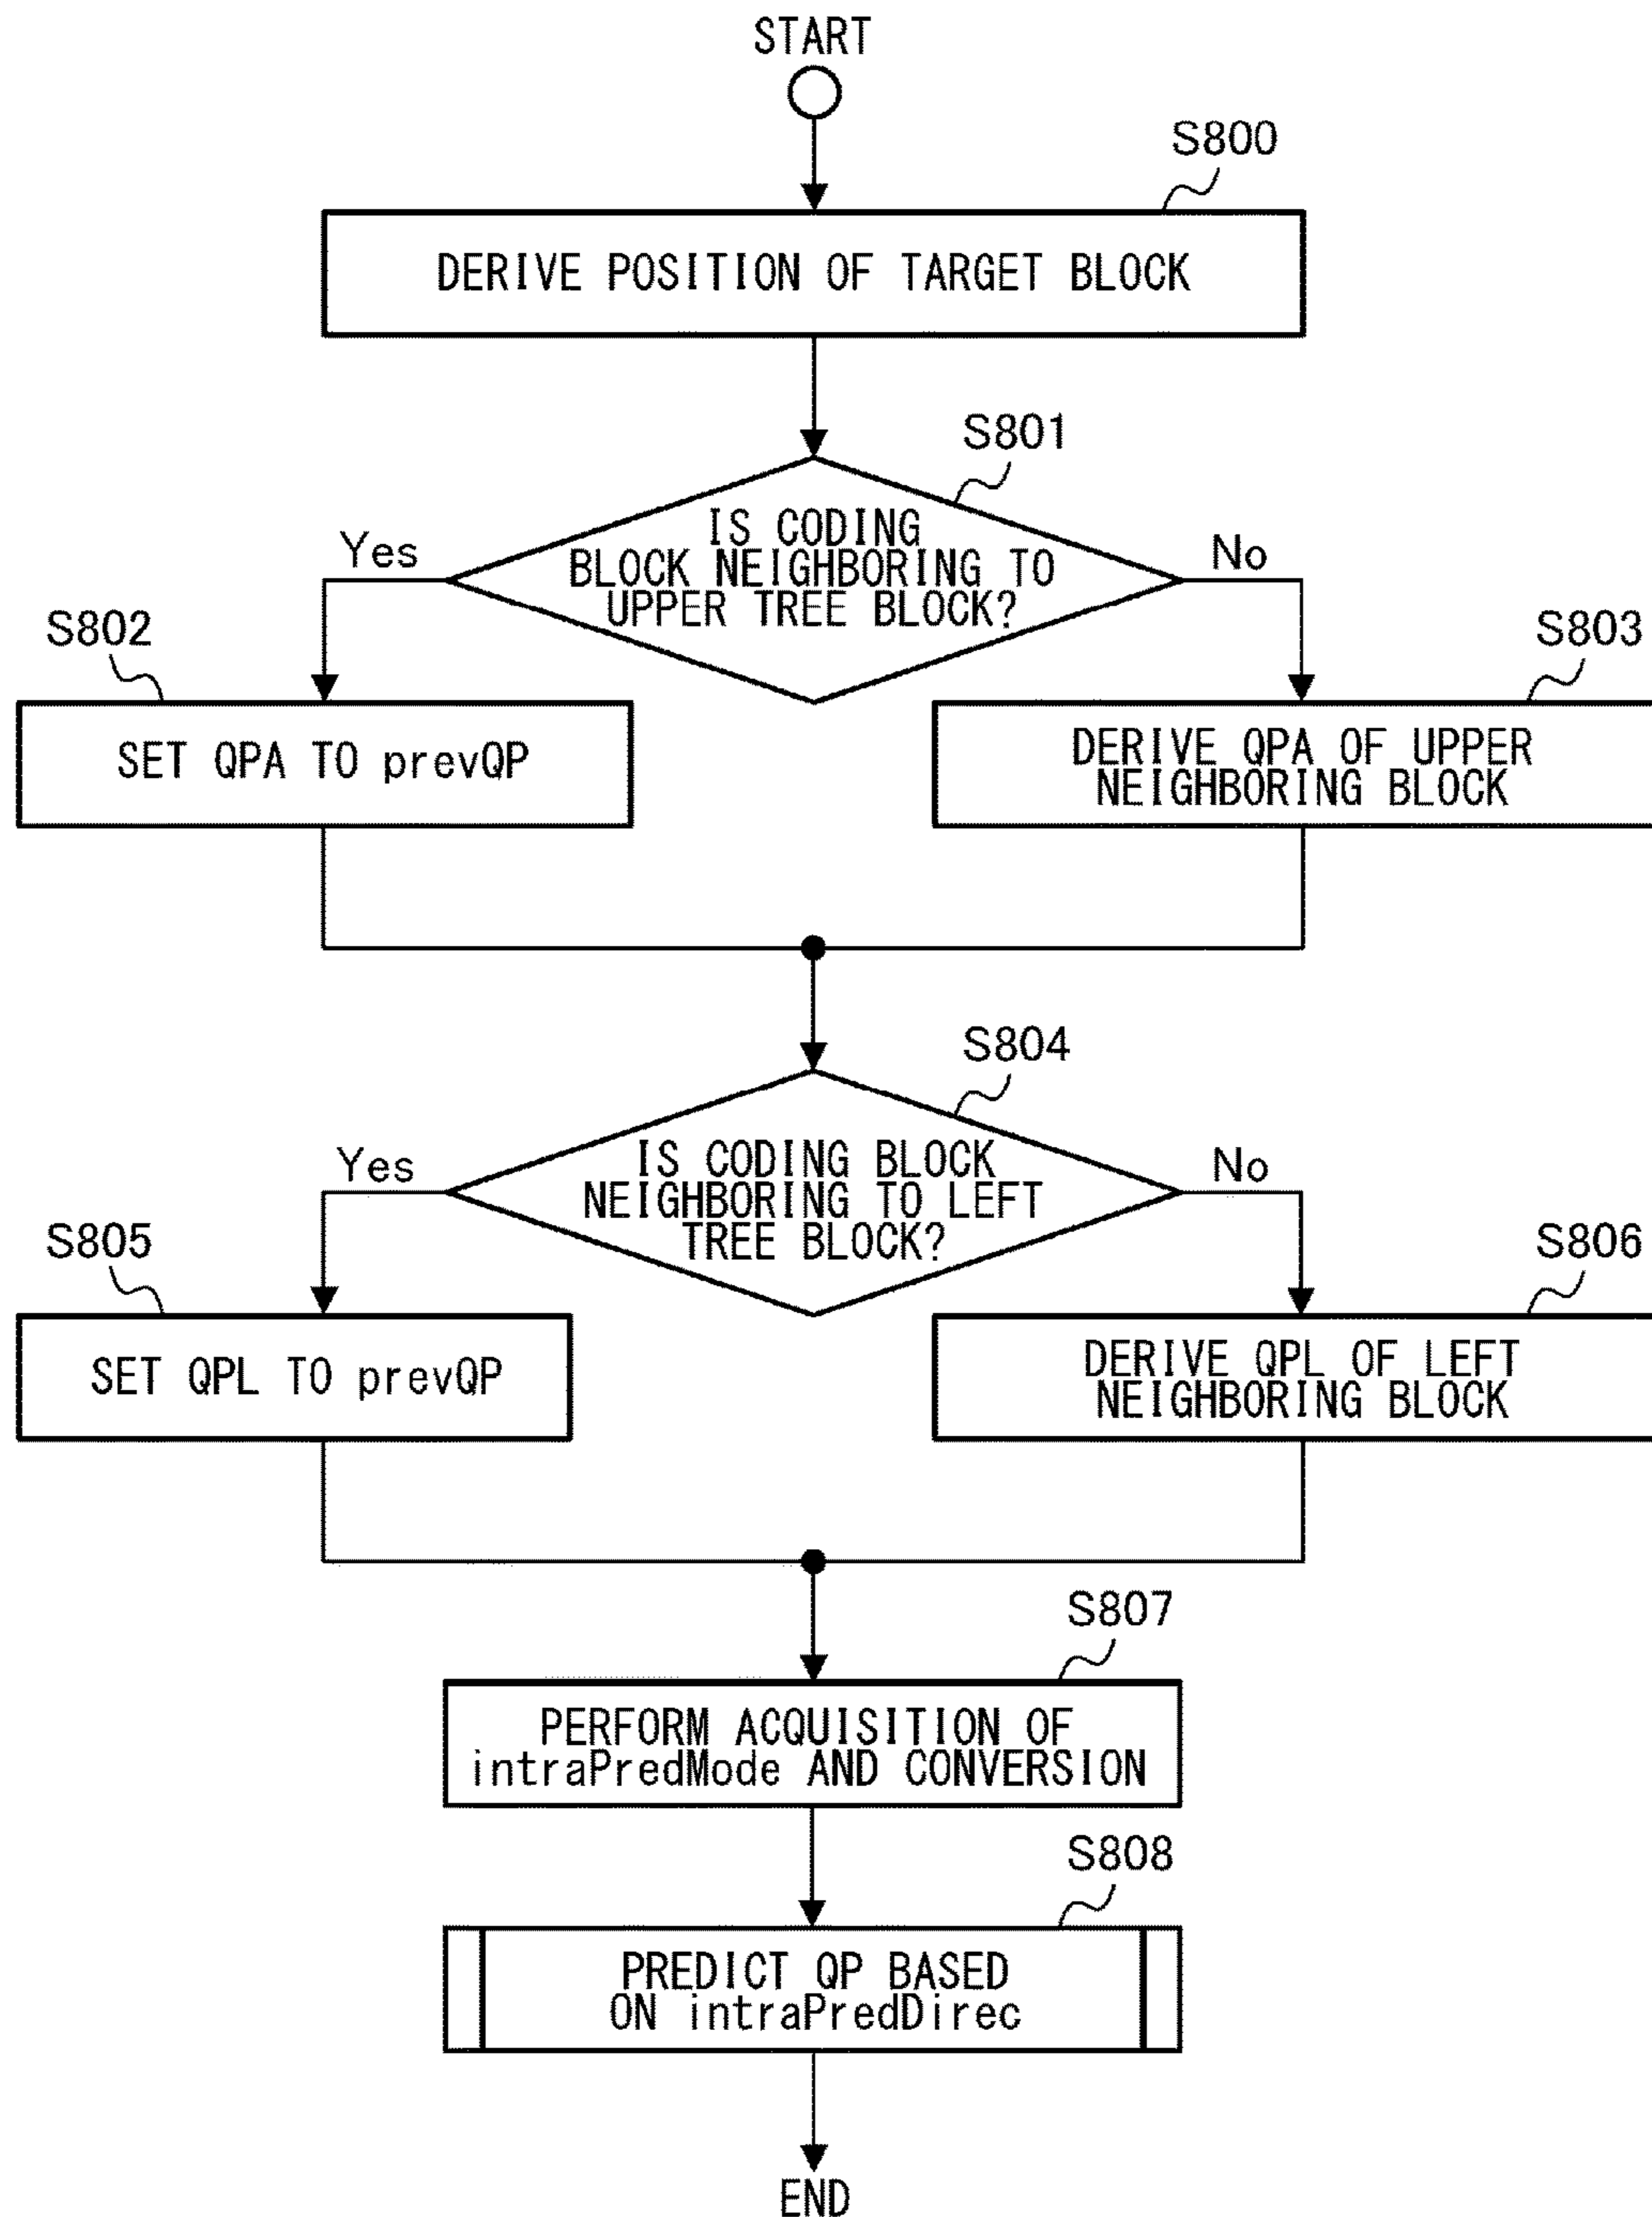 START
S800
DERIVE POSITION OF TARGET BLOCK
S801
IS CODING
BLOCK NEIGHBORING TO
UPPER TREE BLOCK?
Yes
No
S802
SET QPA TO prevQP
S803
DERIVE QPA OF UPPER
NEIGHBORING BLOCK
S804
IS CODING BLOCK
NEIGHBORING TO LEFT
TREE BLOCK?
Yes
No
S805
SET QPL TO prevQP
S806
DERIVE QPL OF LEFT
NEIGHBORING BLOCK
S807
PERFORM ACQUISITION OF
intraPredMode AND CONVERSION
S808
PREDICT QP BASED
ON intraPredDirec
END